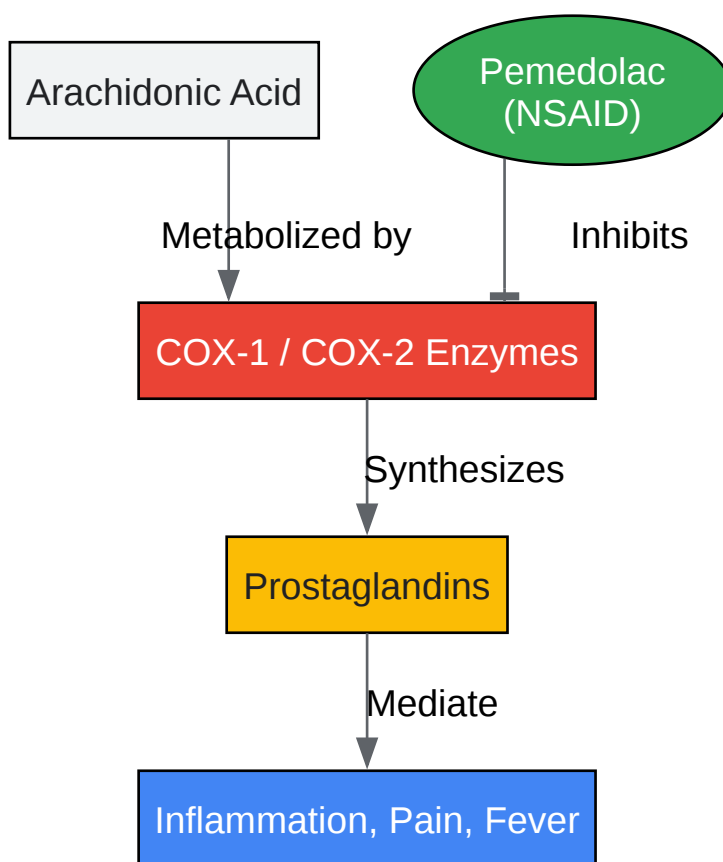 Arachidonic Acid
Pemedolac
(NSAID)
Metabolized by
Inhibits
COX-1 / COX-2 Enzymes
Synthesizes
Prostaglandins
Mediate
Inflammation, Pain, Fever